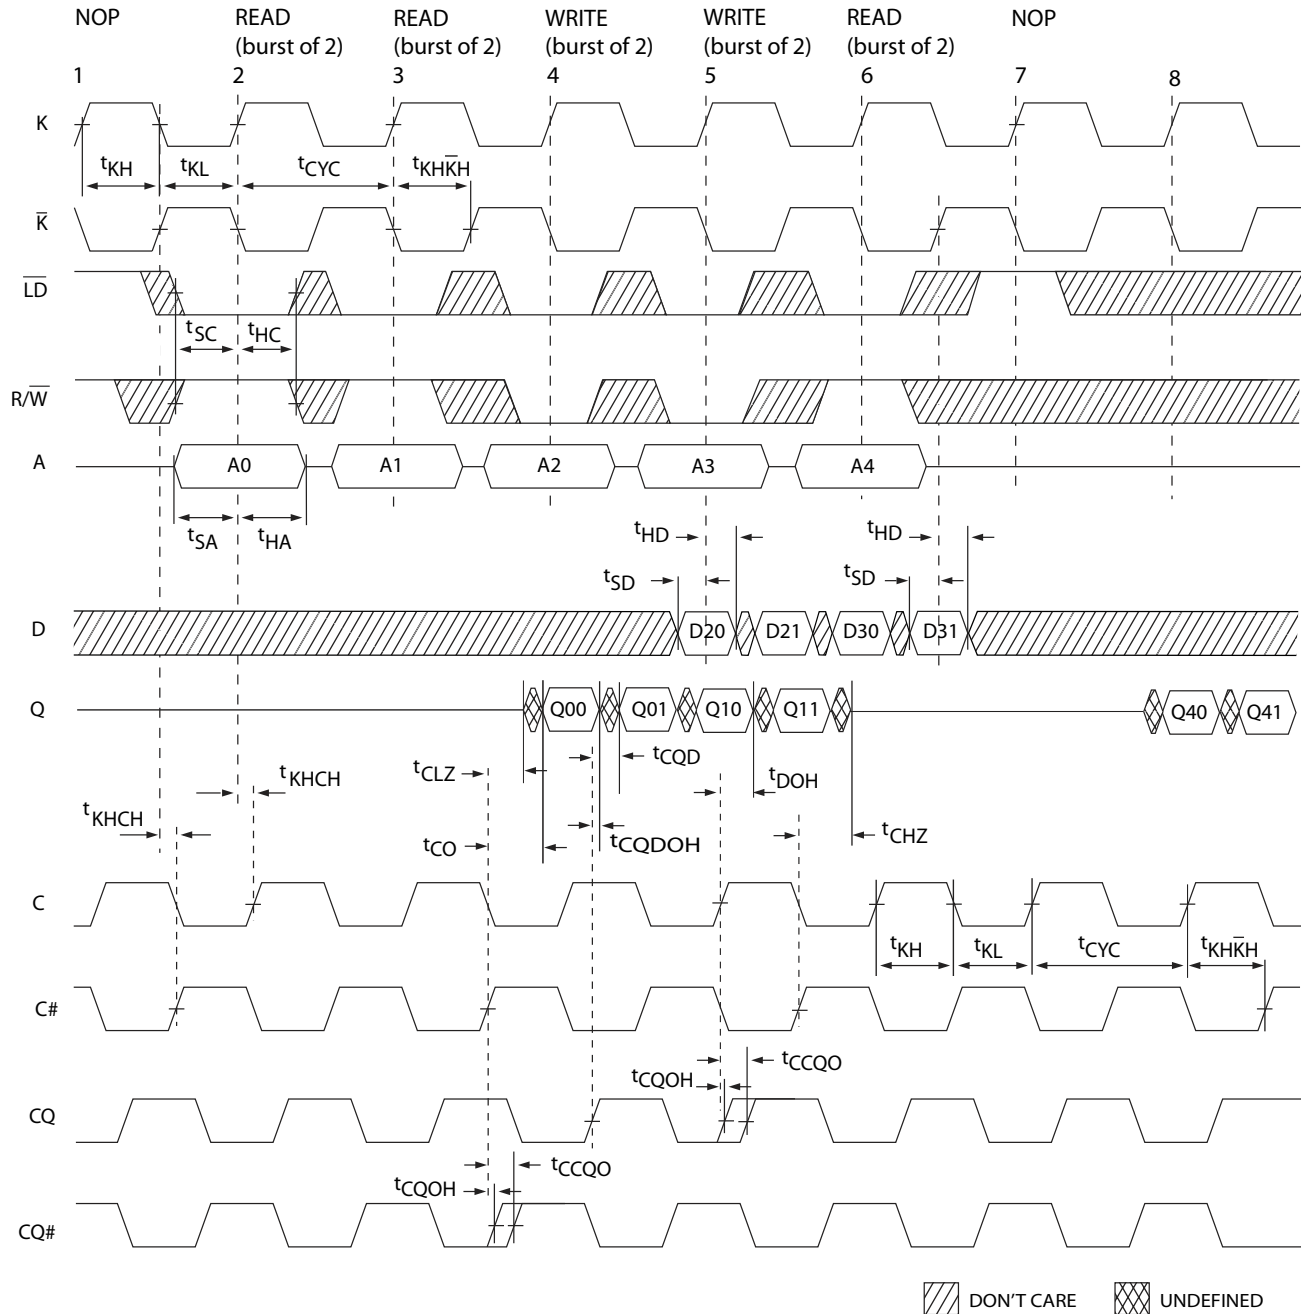 NOP READ READ WRITE WRITE READ NOP
(burst of 2) (burst of 2) (burst of 2) (burst of 2) (burst of 2)
1 2 3 4 5 6 7 8
K
tKH tKL tCYC tKHK̅H
K̅
L̅D̅
tSC tHC
R/W̅
A A0 A1 A2 A3 A4
tSA tHA
tHD tHD
tSD tSD
D D20 D21 D30 D31
Q Q00 Q01 Q10 Q11 Q40 Q41
tCLZ tCQD tDOH
tKHCH
tKHCH
tCO tCQDOH tCHZ
C
tKH tKL tCYC tKHK̅H
C#
tCCQO
tCQOH
CQ
tCCQO
tCQOH
CQ#
DON'T CARE UNDEFINED